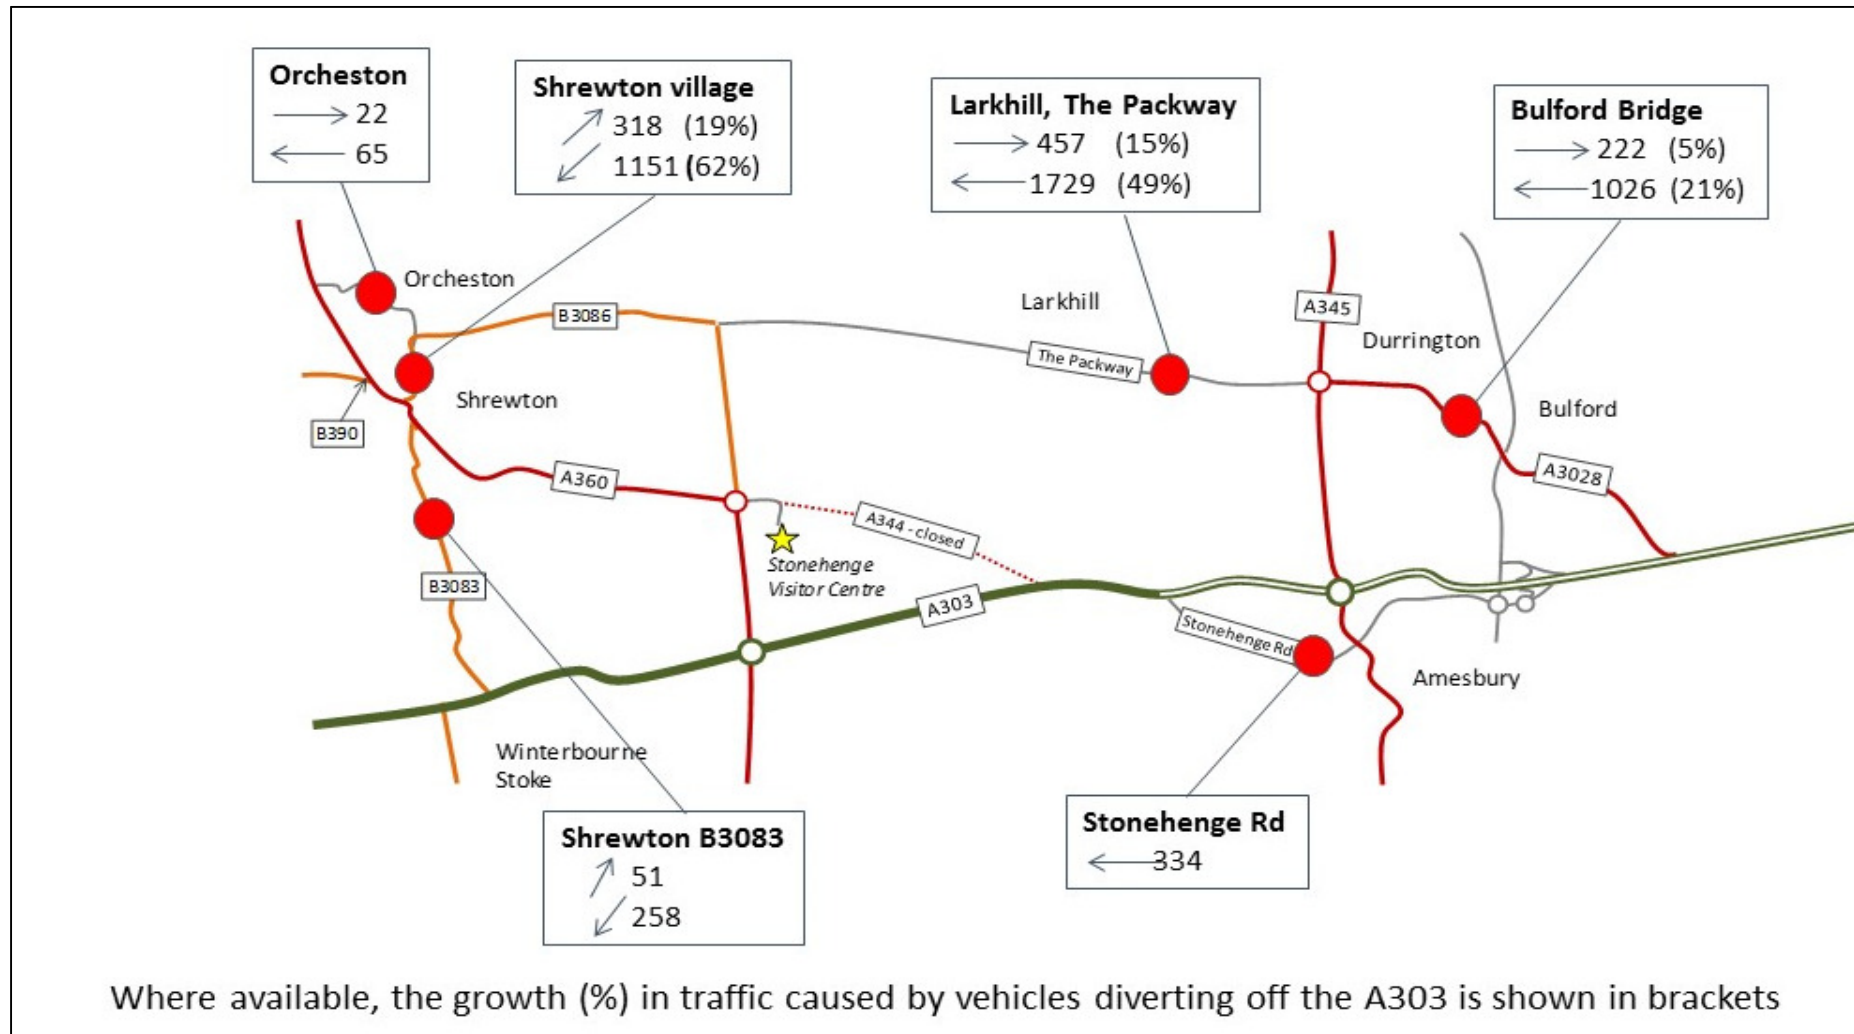 Orcheston
22
65
Shrewton village
318 (19%)
1151 (62%)
Larkhill, The Packway
457 (15%)
1729 (49%)
Bulford Bridge
222 (5%)
1026 (21%)
Orcheston
B3086
Larkhill
A345
Durrington
The Packway
Shrewton
Bulford
B390
A360
A3028
A344 - closed
Stonehenge
Visitor Centre
B3083
A303
Stonehenge Rd
Amesbury
Winterbourne
Stoke
Shrewton B3083
51
258
Stonehenge Rd
334
Where available, the growth (%) in traffic caused by vehicles diverting off the A303 is shown in brackets